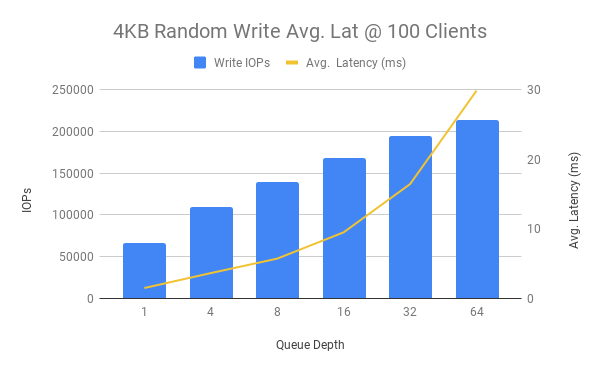 4KB Random Write Avg. Lat @ 100 Clients
Write IOPs
Avg. Latency (ms)
250000
200000
150000
100000
50000
0
IOPs
30
20
10
0
Avg. Latency (ms)
1 4 8 16 32 64
Queue Depth